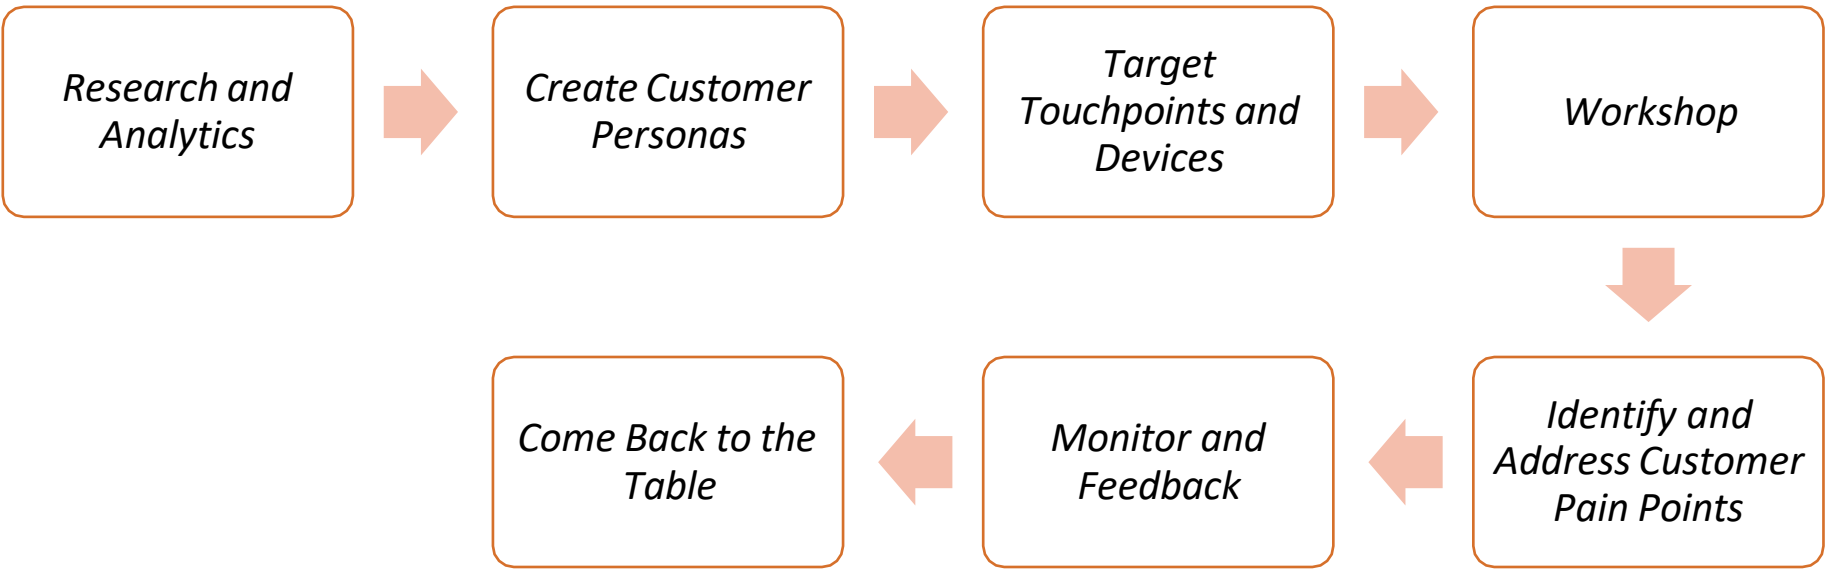 Research and
Analytics
Create Customer
Personas
Target
Touchpoints and
Devices
Workshop
Identify and
Address Customer
Pain Points
Monitor and
Feedback
Come Back to the
Table